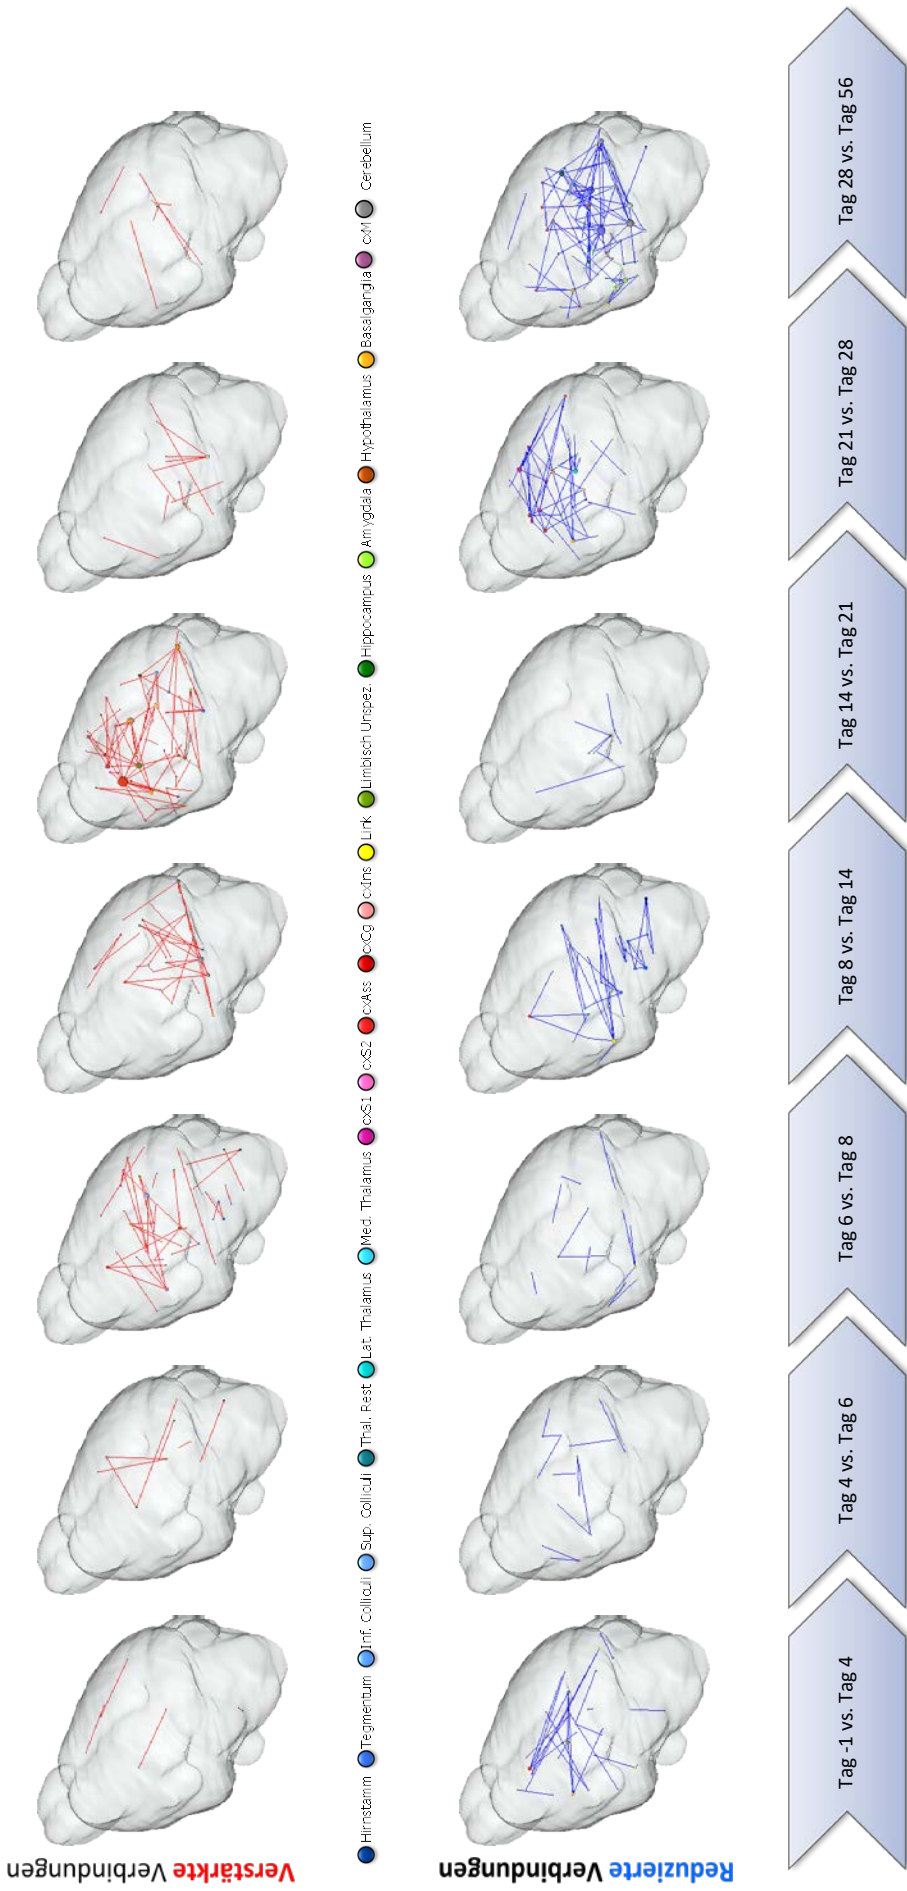 Verstärkte Verbindungen
Hirnstamm Tegmentum Inf. Colliculi Sup. Colliculi Thal. Rest Lat. Thalamus Med. Thalamus cxS1 cxS2 cxAss cxCg cxIns Link Limbisch Unspez. Hippocampus Amygdala Hypothalamus Basalganglia cxM Cerebellum
Reduzierte Verbindungen
Tag -1 vs. Tag 4
Tag 4 vs. Tag 6
Tag 6 vs. Tag 8
Tag 8 vs. Tag 14
Tag 14 vs. Tag 21
Tag 21 vs. Tag 28
Tag 28 vs. Tag 56